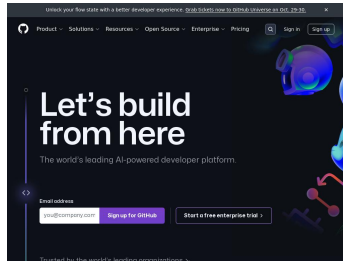 Unlock your flow state with a better developer experience. Grab tickets now to GitHub Universe on Oct. 29-30.
Product
Solutions
Resources
Open Source
Enterprise
Pricing
Sign in
Sign up
Let's build
from here
The world's leading AI-powered developer platform.
Email address
you@company.com
Sign up for GitHub
Start a free enterprise trial
Trusted by the world's leading organizations